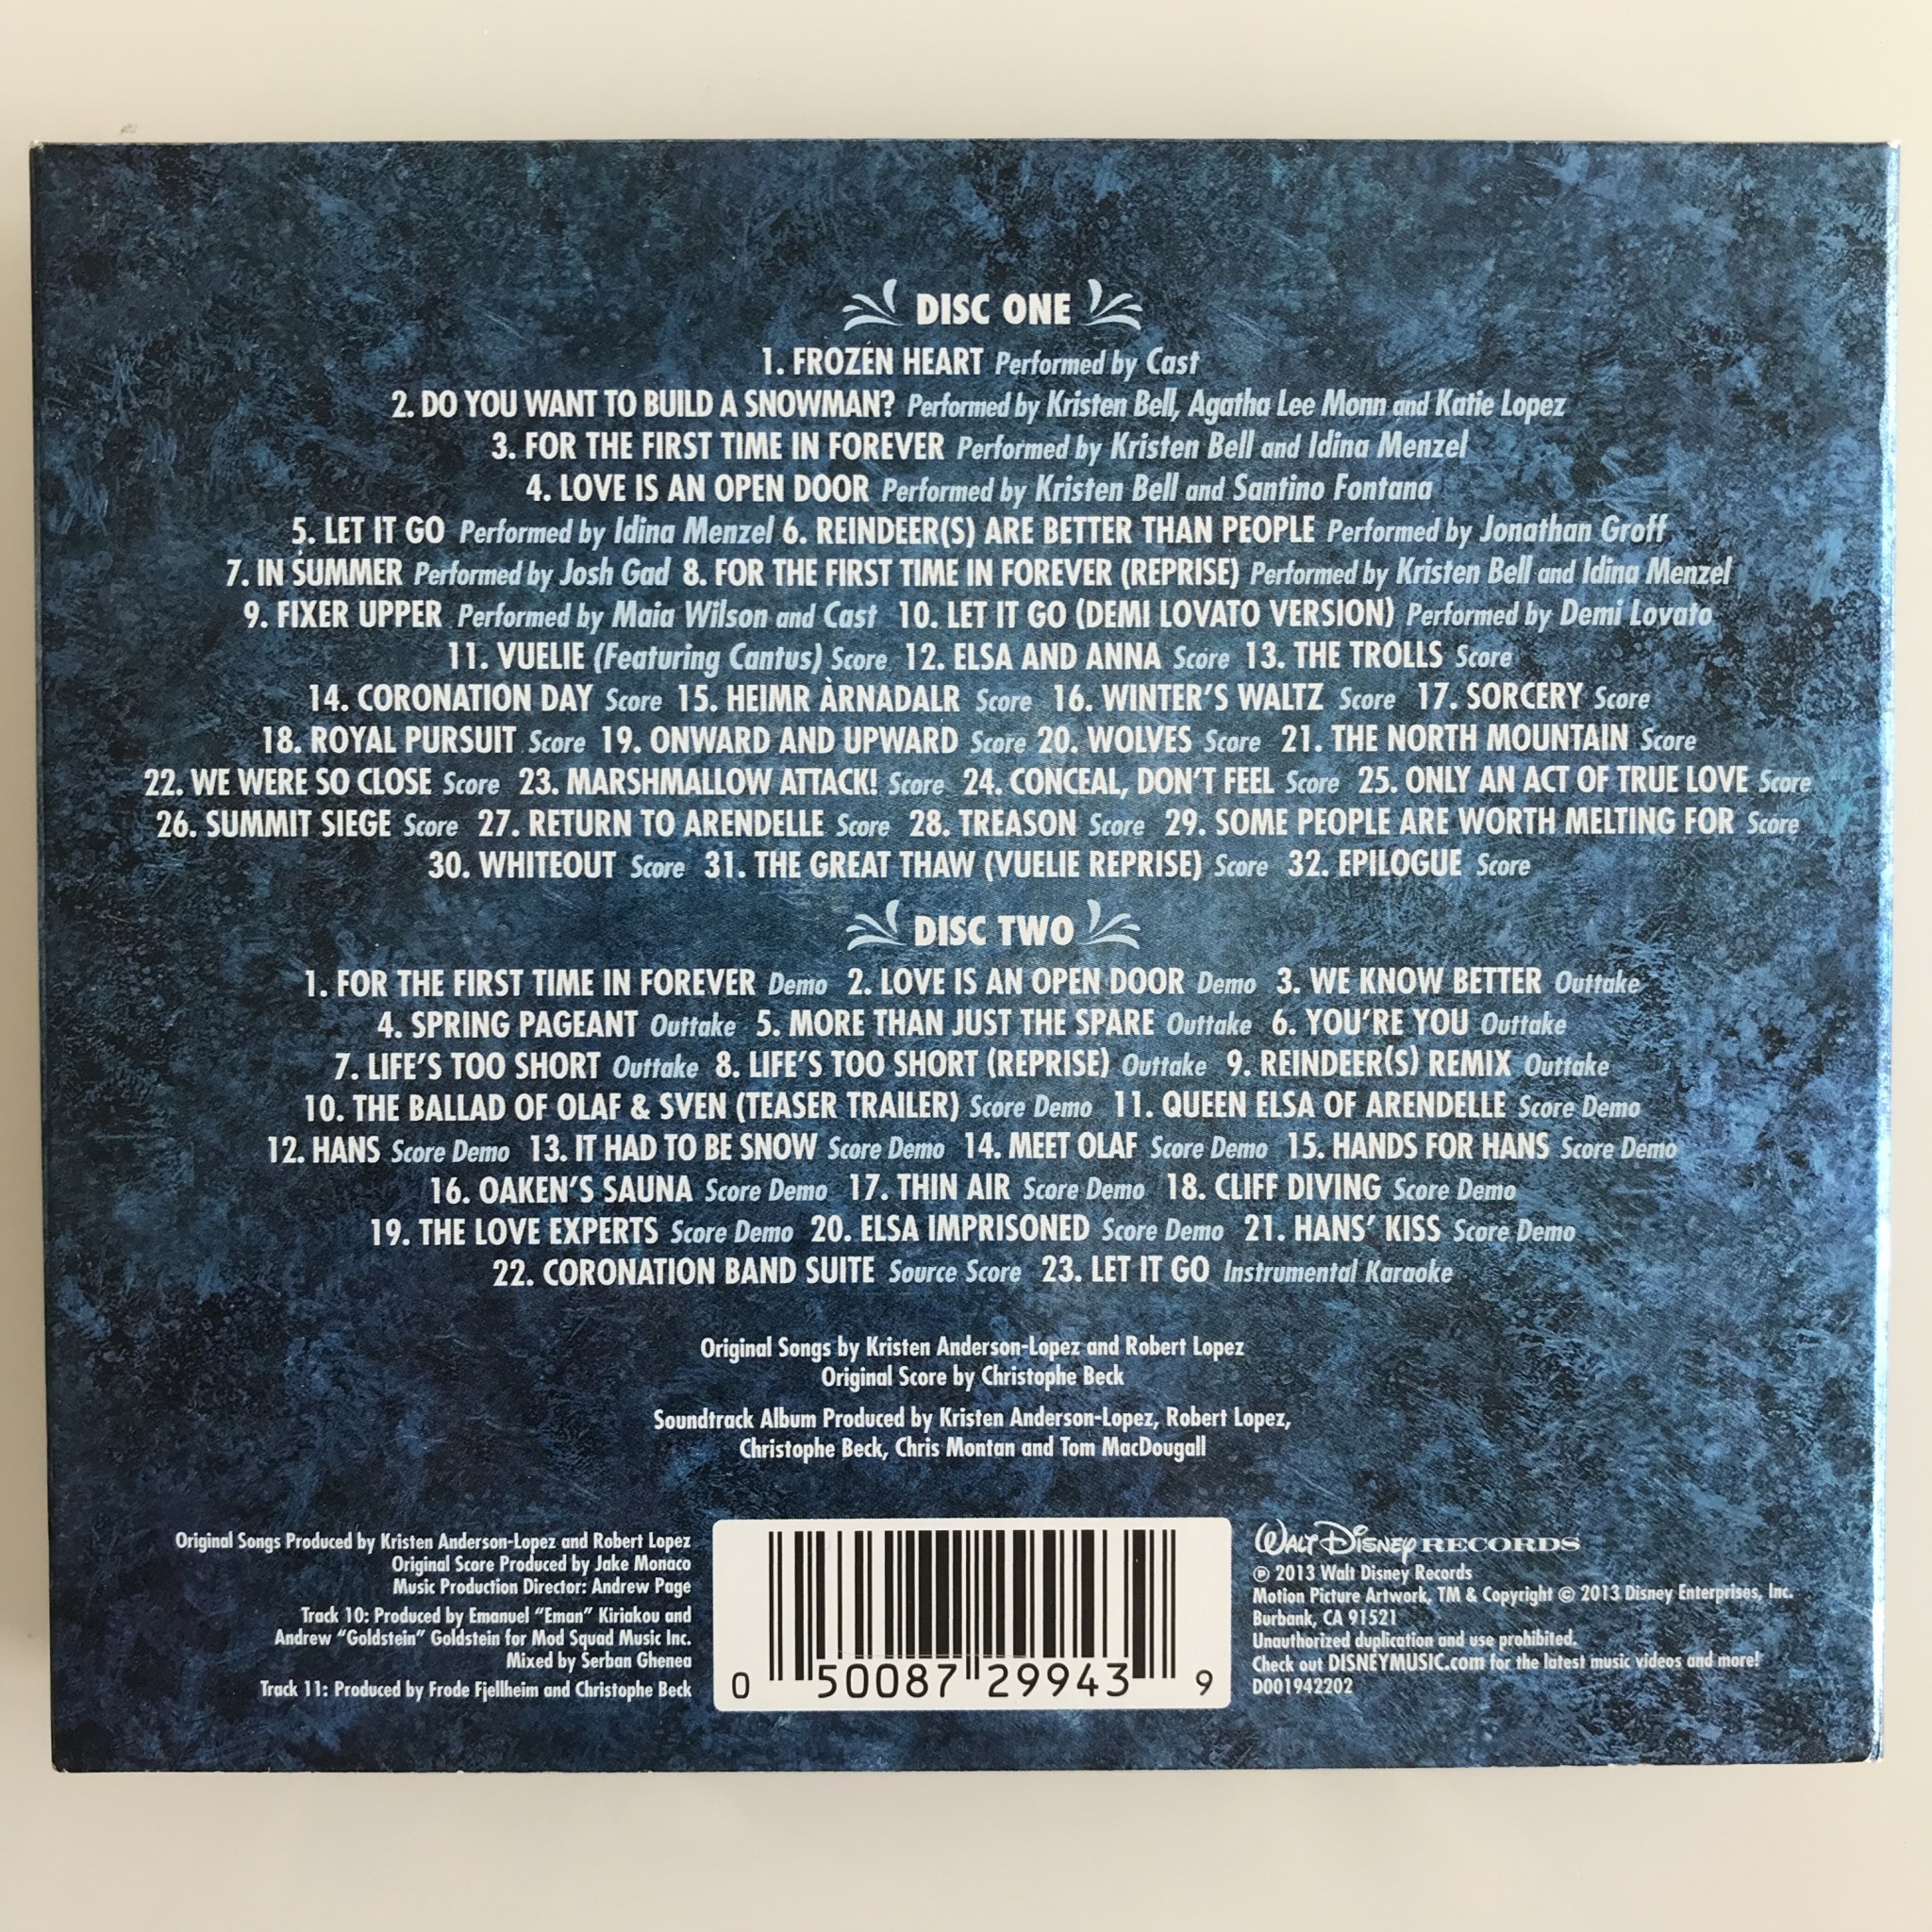 DISC ONE
1. FROZEN HEART Performed by Cast
2. DO YOU WANT TO BUILD A SNOWMAN? Performed by Kristen Bell, Agatha Lee Monn and Katie Lopez
3. FOR THE FIRST TIME IN FOREVER Performed by Kristen Bell and Idina Menzel
4. LOVE IS AN OPEN DOOR Performed by Kristen Bell and Santino Fontana
5. LET IT GO Performed by Idina Menzel 6. REINDEER(S) ARE BETTER THAN PEOPLE Performed by Jonathan Groff
7. IN SUMMER Performed by Josh Gad 8. FOR THE FIRST TIME IN FOREVER (REPRISE) Performed by Kristen Bell and Idina Menzel
9. FIXER UPPER Performed by Maia Wilson and Cast 10. LET IT GO (DEMI LOVATO VERSION) Performed by Demi Lovato
11. VUELIE (Featuring Cantus) Score 12. ELSA AND ANNA Score 13. THE TROLLS Score
14. CORONATION DAY Score 15. HEIMR ÀRNADALR Score 16. WINTER'S WALTZ Score 17. SORCERY Score
18. ROYAL PURSUIT Score 19. ONWARD AND UPWARD Score 20. WOLVES Score 21. THE NORTH MOUNTAIN Score
22. WE WERE SO CLOSE Score 23. MARSHMALLOW ATTACK! Score 24. CONCEAL, DON'T FEEL Score 25. ONLY AN ACT OF TRUE LOVE Score
26. SUMMIT SIEGE Score 27. RETURN TO ARENDELLE Score 28. TREASON Score 29. SOME PEOPLE ARE WORTH MELTING FOR Score
30. WHITEOUT Score 31. THE GREAT THAW (VUELIE REPRISE) Score 32. EPILOGUE Score
DISC TWO
1. FOR THE FIRST TIME IN FOREVER Demo 2. LOVE IS AN OPEN DOOR Demo 3. WE KNOW BETTER Outtake
4. SPRING PAGEANT Outtake 5. MORE THAN JUST THE SPARE Outtake 6. YOU'RE YOU Outtake
7. LIFE'S TOO SHORT Outtake 8. LIFE'S TOO SHORT (REPRISE) Outtake 9. REINDEER(S) REMIX Outtake
10. THE BALLAD OF OLAF & SVEN (TEASER TRAILER) Score Demo 11. QUEEN ELSA OF ARENDELLE Score Demo
12. HANS Score Demo 13. IT HAD TO BE SNOW Score Demo 14. MEET OLAF Score Demo 15. HANDS FOR HANS Score Demo
16. OAKEN'S SAUNA Score Demo 17. THIN AIR Score Demo 18. CLIFF DIVING Score Demo
19. THE LOVE EXPERTS Score Demo 20. ELSA IMPRISONED Score Demo 21. HANS' KISS Score Demo
22. CORONATION BAND SUITE Source Score 23. LET IT GO Instrumental Karaoke
Original Songs by Kristen Anderson-Lopez and Robert Lopez
Original Score by Christophe Beck
Soundtrack Album Produced by Kristen Anderson-Lopez, Robert Lopez,
Christophe Beck, Chris Montan and Tom MacDougall
Original Songs Produced by Kristen Anderson-Lopez and Robert Lopez
Original Score Produced by Jake Monaco
Music Production Director: Andrew Page
Track 10: Produced by Emanuel "Eman" Kiriakou and
Andrew "Goldstein" Goldstein for Mod Squad Music Inc.
Mixed by Serban Ghenea
Track 11: Produced by Frode Fjellheim and Christophe Beck
0 50087 29943 9
WALT DISNEY RECORDS
℗ 2013 Walt Disney Records
Motion Picture Artwork, TM & Copyright © 2013 Disney Enterprises, Inc.
Burbank, CA 91521
Unauthorized duplication and use prohibited.
Check out DISNEYMUSIC.com for the latest music videos and more!
D001942202